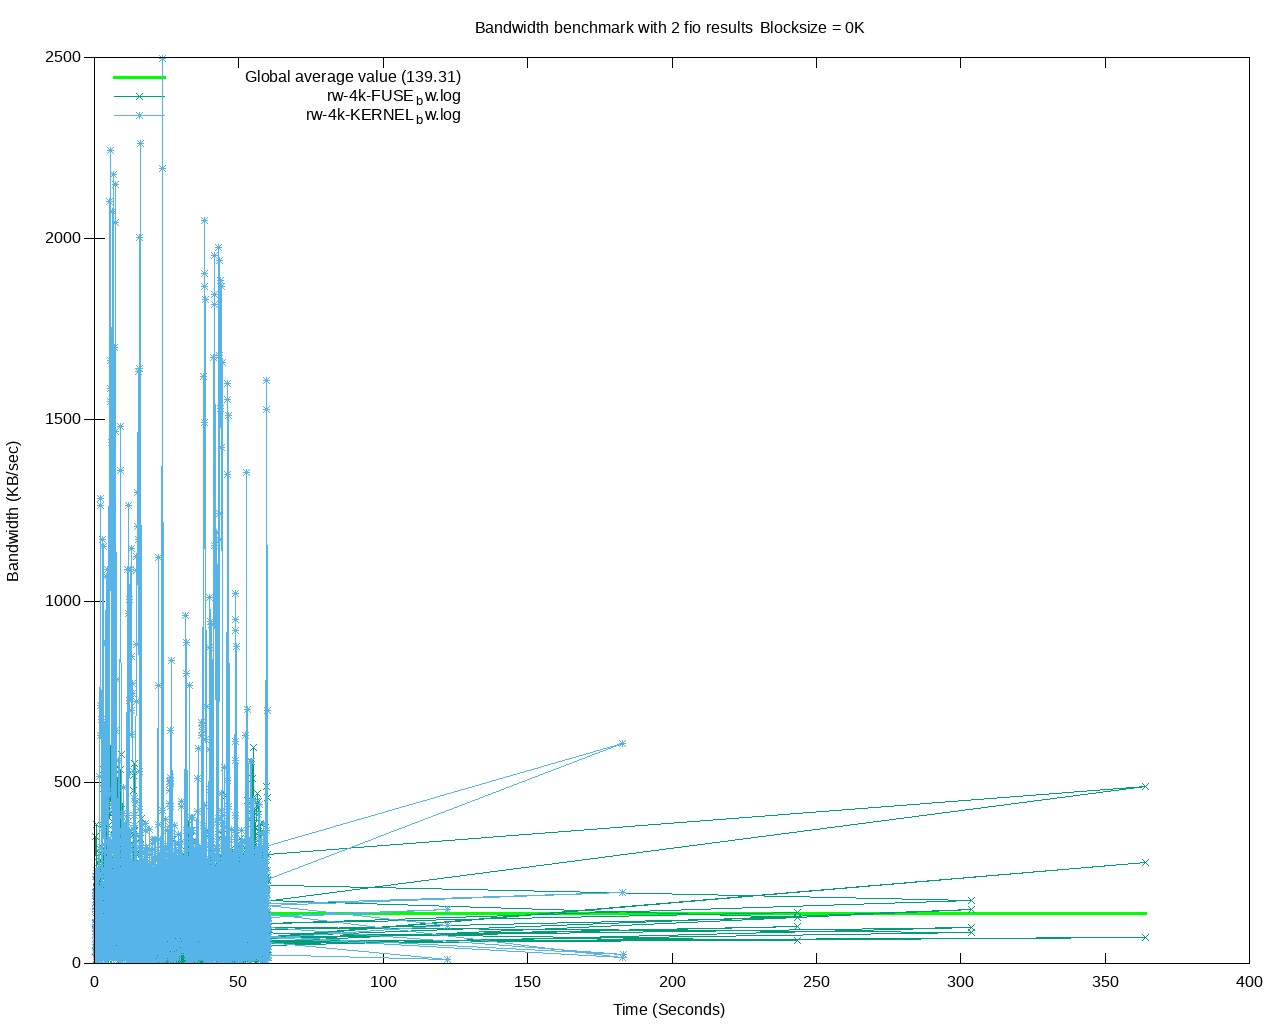 Bandwidth benchmark with 2 fio results Blocksize = 0K
Global average value (139.31)
rw-4k-FUSE_bw.log
rw-4k-KERNEL_bw.log
Bandwidth (KB/sec)
2500
2000
1500
1000
500
0
0 50 100 150 200 250 300 350 400
Time (Seconds)